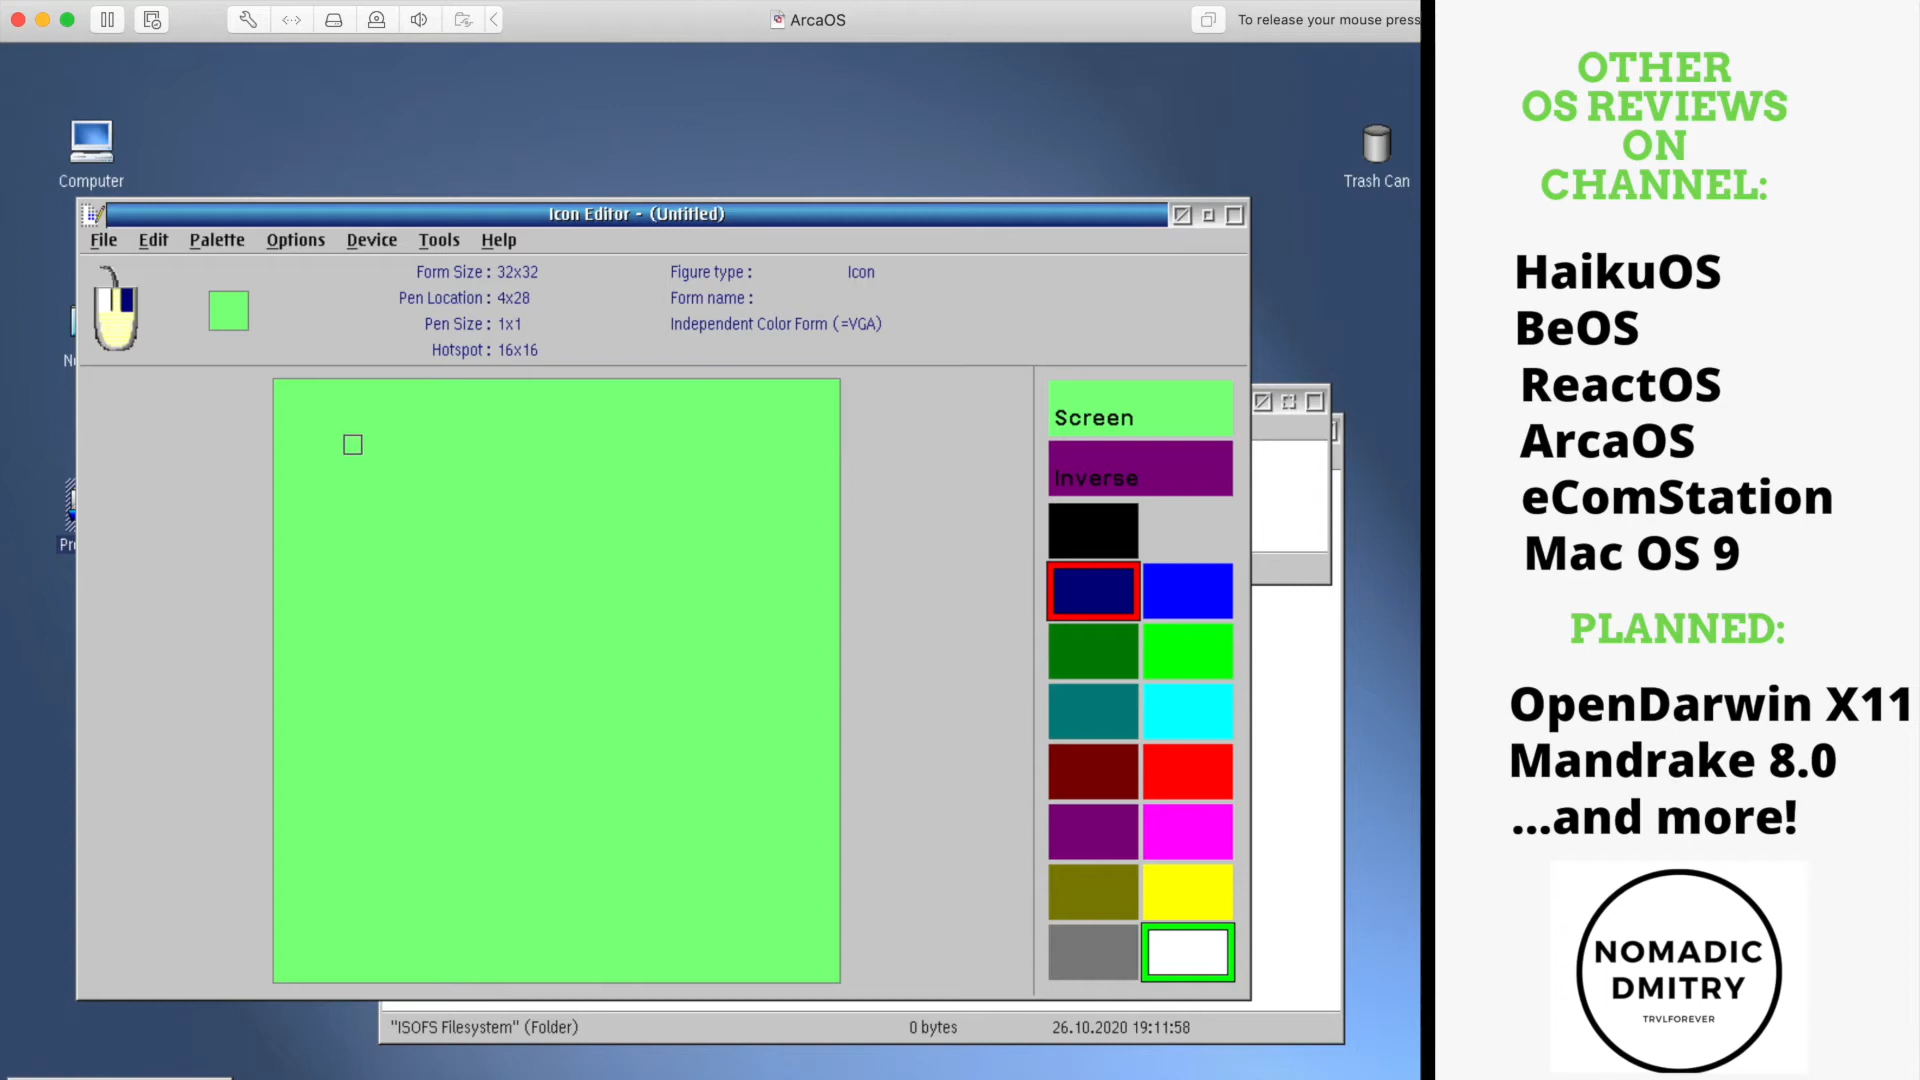 ArcaOS
To release your mouse press
Computer
Trash Can
Icon Editor - (Untitled)
File Edit Palette Options Device Tools Help
Form Size : 32x32
Pen Location : 4x28
Pen Size : 1x1
Hotspot : 16x16
Figure type : Icon
Form name :
Independent Color Form (=VGA)
Screen
Inverse
"ISOFS Filesystem" (Folder) 0 bytes 26.10.2020 19:11:58
OTHER
OS REVIEWS
ON
CHANNEL:
HaikuOS
BeOS
ReactOS
ArcaOS
eComStation
Mac OS 9
PLANNED:
OpenDarwin X11
Mandrake 8.0
...and more!
NOMADIC
DMITRY
TRVLFOREVER